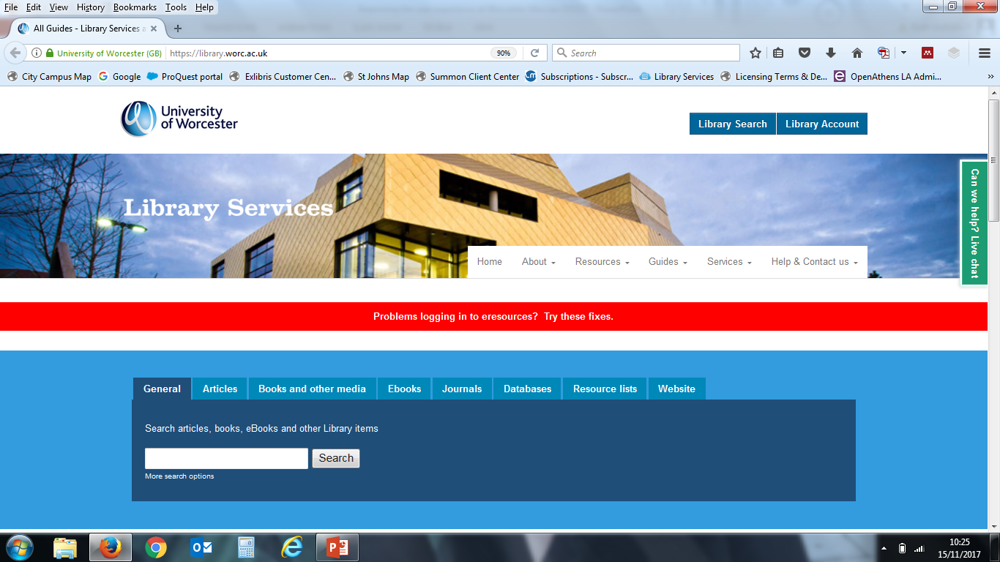 File Edit View History Bookmarks Tools Help
All Guides - Library Services a
University of Worcester (GB) https://library.worc.ac.uk 90% Search
City Campus Map Google ProQuest portal Exlibris Customer Cen... St Johns Map Summon Client Center Subscriptions - Subscr... Library Services Licensing Terms & De... OpenAthens LA Admi... »
University
of Worcester
Library Search Library Account
Library Services
Can we help? Live chat
Home About Resources Guides Services Help & Contact us
Problems logging in to eresources? Try these fixes.
General Articles Books and other media Ebooks Journals Databases Resource lists Website
Search articles, books, eBooks and other Library items
Search
More search options
10:25
15/11/2017